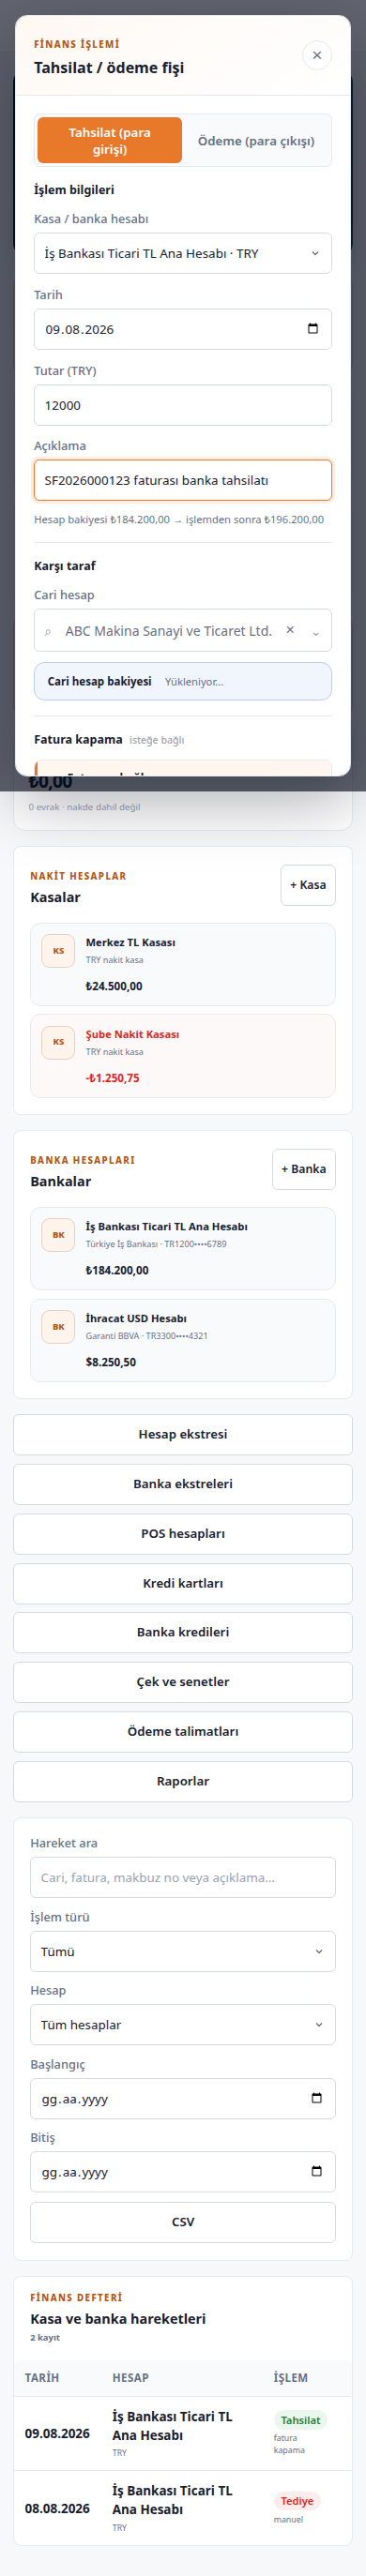 FİNANS İŞLEMİ
Tahsilat / ödeme fişi
×
Tahsilat (para
girişi)
Ödeme (para çıkışı)
İşlem bilgileri
Kasa / banka hesabı
İş Bankası Ticari TL Ana Hesabı · TRY
Tarih
09.08.2026
Tutar (TRY)
12000
Açıklama
SF2026000123 faturası banka tahsilatı
Hesap bakiyesi ₺184.200,00 → işlemden sonra ₺196.200,00
Karşı taraf
Cari hesap
ABC Makina Sanayi ve Ticaret Ltd. ×
Cari hesap bakiyesi Yükleniyor...
Fatura kapama isteğe bağlı
₺0,00
0 evrak · nakde dahil değil
NAKİT HESAPLAR
Kasalar
+ Kasa
KS
Merkez TL Kasası
TRY nakit kasa
₺24.500,00
KS
Şube Nakit Kasası
TRY nakit kasa
-₺1.250,75
BANKA HESAPLARI
Bankalar
+ Banka
BK
İş Bankası Ticari TL Ana Hesabı
Türkiye İş Bankası · TR1200••••6789
₺184.200,00
BK
İhracat USD Hesabı
Garanti BBVA · TR3300••••4321
$8.250,50
Hesap ekstresi
Banka ekstreleri
POS hesapları
Kredi kartları
Banka kredileri
Çek ve senetler
Ödeme talimatları
Raporlar
Hareket ara
Cari, fatura, makbuz no veya açıklama...
İşlem türü
Tümü
Hesap
Tüm hesaplar
Başlangıç
gg.aa.yyyy
Bitiş
gg.aa.yyyy
CSV
FİNANS DEFTERİ
Kasa ve banka hareketleri
2 kayıt
TARİH HESAP İŞLEM
09.08.2026
İş Bankası Ticari TL
Ana Hesabı
TRY
Tahsilat
fatura
kapama
08.08.2026
İş Bankası Ticari TL
Ana Hesabı
TRY
Tediye
manuel